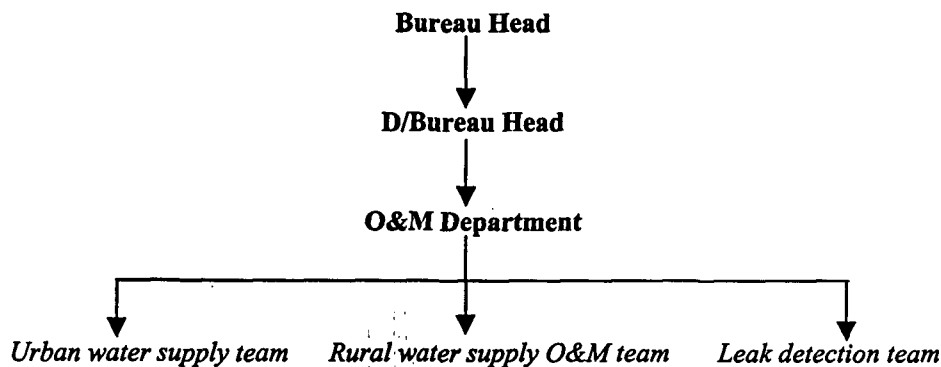 Bureau Head
D/Bureau Head
O&M Department
Urban water supply team Rural water supply O&M team Leak detection team